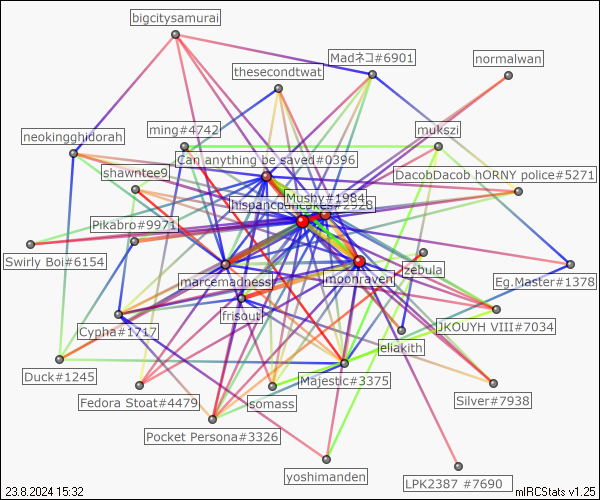 bigcitysamurai
Madネコ#6901
normalwan
thesecondtwat
ming#4742
mukszi
neokingghidorah
Can anything be saved#0396
shawntee9
DacobDacob hORNY police#5271
Mushy#1984
hispancpancakes#2928
Pikabro#9971
Swirly Boi#6154
zebula
marcemadness
moonraven
Eg.Master#1378
frisout
Cypha#1717
JKOUYH VIII#7034
eliakith
Duck#1245
Majestic#3375
Fedora Stoat#4479
somass
Silver#7938
Pocket Persona#3326
yoshimanden
LPK2387 #7690
23.8.2024 15:32
mIRCStats v1.25